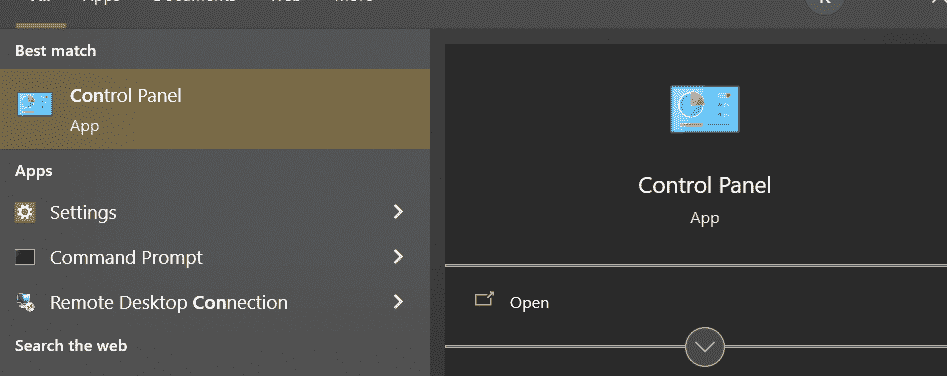 Best match
Control Panel
App
Apps
Settings
Command Prompt
Remote Desktop Connection
Search the web
Control Panel
App
Open